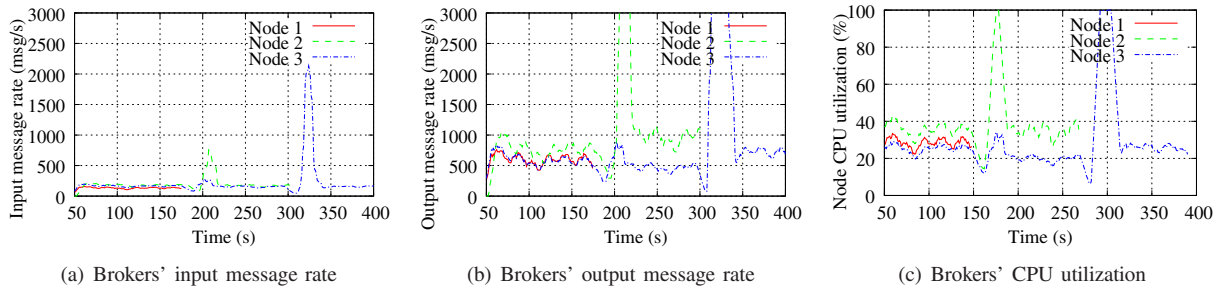 Input message rate (msg/s)
3000
2500
2000
1500
1000
500
0
50
100
150
200
250
300
350
400
Time (s)
Node 1
Node 2
Node 3
(a) Brokers' input message rate
Output message rate (msg/s)
3000
2500
2000
1500
1000
500
0
50
100
150
200
250
300
350
400
Time (s)
Node 1
Node 2
Node 3
(b) Brokers' output message rate
Node CPU utilization (%)
100
80
60
40
20
0
50
100
150
200
250
300
350
400
Time (s)
Node 1
Node 2
Node 3
(c) Brokers' CPU utilization